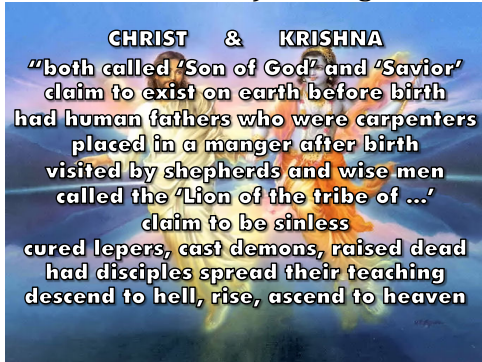 CHRIST & KRISHNA
“both called ‘Son of God’ and ‘Savior’
claim to exist on earth before birth
had human fathers who were carpenters
placed in a manger after birth
visited by shepherds and wise men
called the ‘Lion of the tribe of ...’
claim to be sinless
cured lepers, cast demons, raised dead
had disciples spread their teaching
descend to hell, rise, ascend to heaven